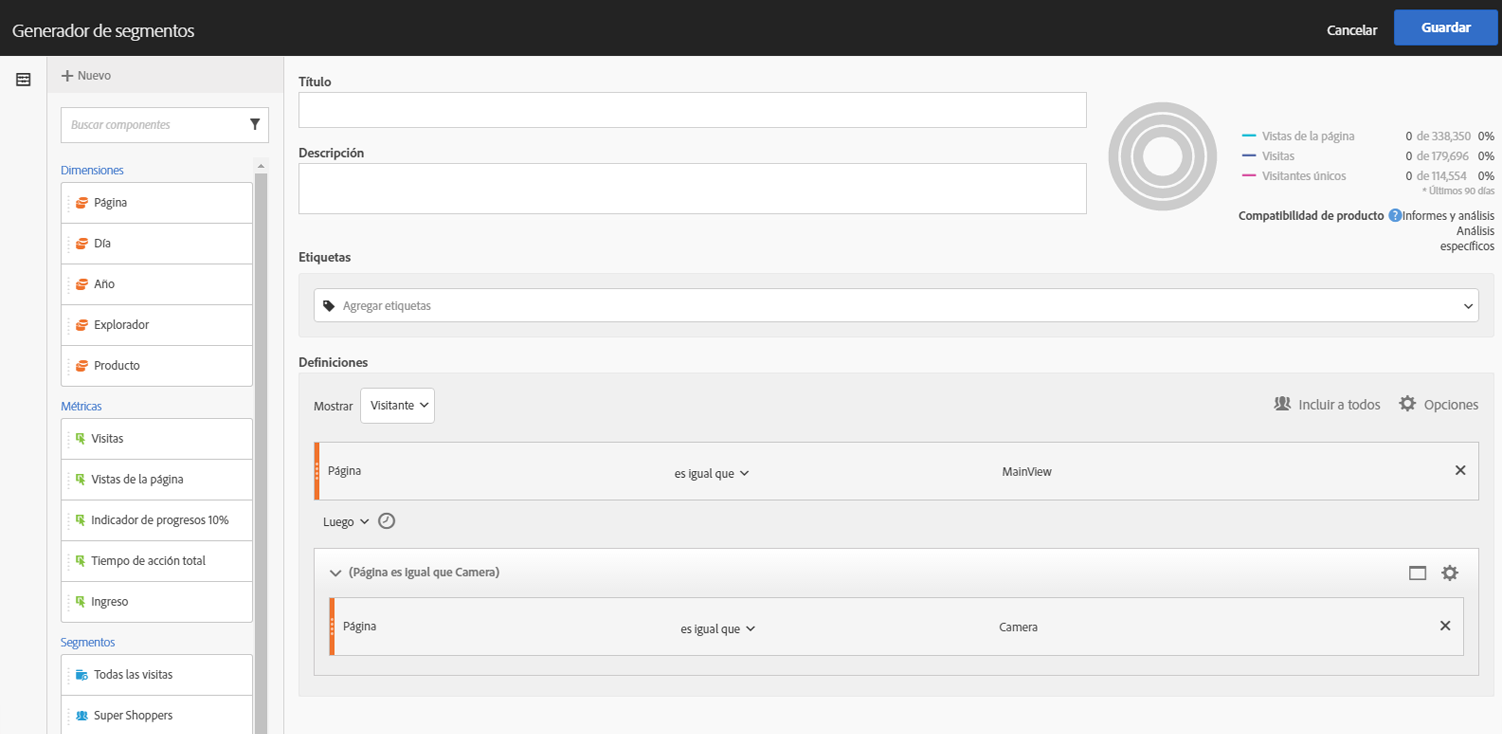 Generador de segmentos
Cancelar
Guardar
Nuevo
Buscar componentes
Dimensiones
Página
Día
Año
Explorador
Producto
Métricas
Visitas
Vistas de la página
Indicador de progresos 10%
Tiempo de acción total
Ingreso
Segmentos
Todas las visitas
Super Shoppers
Título
Descripción
Vistas de la página 0 de 338,350 0%
Visitas 0 de 179,696 0%
Visitantes únicos 0 de 114,554 0%
* Últimos 90 días
Compatibilidad de producto ? Informes y análisis
Análisis
específicos
Etiquetas
Agregar etiquetas
Definiciones
Mostrar Visitante
Incluir a todos Opciones
Página es igual que MainView
Luego
(Página es Igual que Camera)
Página es igual que Camera